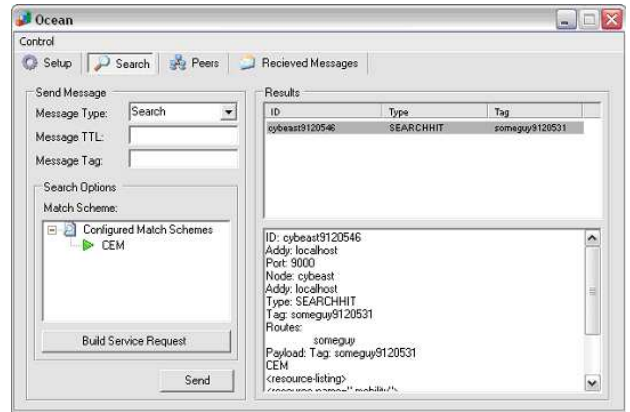 Ocean
Control
Setup Search Peers Recieved Messages
Send Message
Message Type: Search
Message TTL:
Message Tag:
Search Options
Match Scheme:
Configured Match Schemes
CEM
Build Service Request
Send
Results
ID Type Tag
cybeast9120546 SEARCHHIT someguy9120531
ID: cybeast9120546
Addy: localhost
Port: 9000
Node: cybeast
Addy: localhost
Type: SEARCHHIT
Tag: someguy9120531
Routes:
someguy
Payload: Tag: someguy9120531
CEM
<resource-listing>